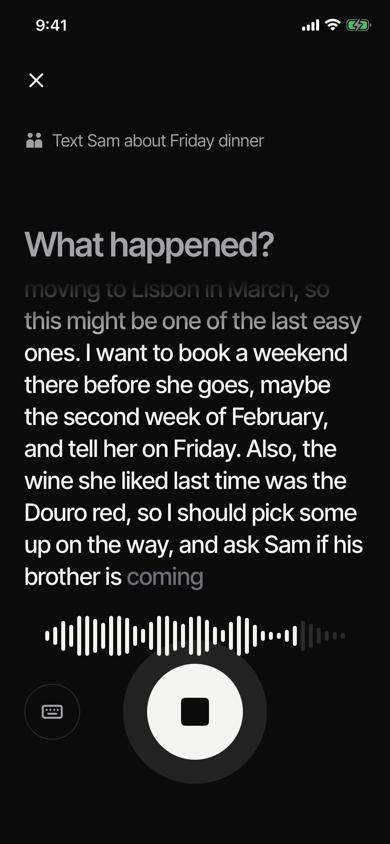 9:41
Text Sam about Friday dinner
What happened?
moving to Lisbon in March, so
this might be one of the last easy
ones. I want to book a weekend
there before she goes, maybe
the second week of February,
and tell her on Friday. Also, the
wine she liked last time was the
Douro red, so I should pick some
up on the way, and ask Sam if his
brother is coming